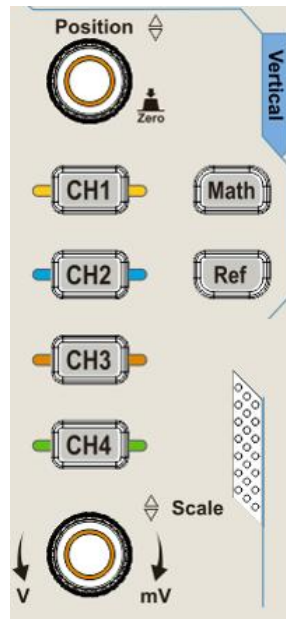 Position
Zero
Vertical
CH1
Math
CH2
Ref
CH3
CH4
Scale
V
mV